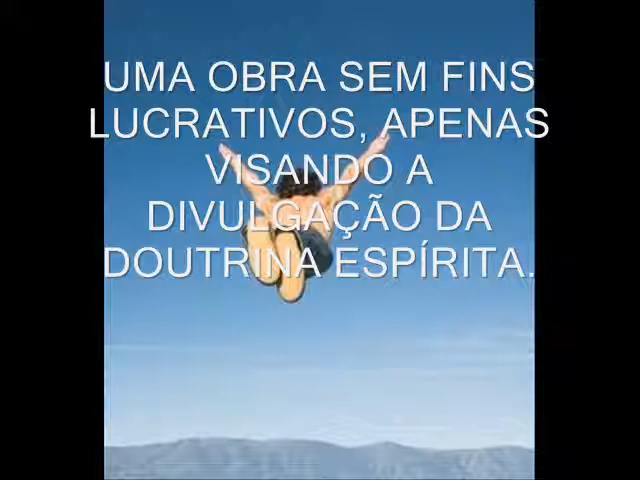 UMA OBRA SEM FINS
LUCRATIVOS, APENAS
VISANDO A
DIVULGAÇÃO DA
DOUTRINA ESPÍRITA.